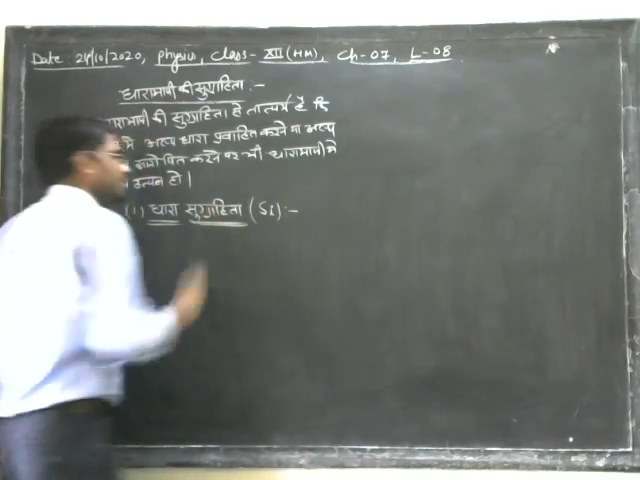 Date 24/10/2020, Physics, Class- XII (HM) Ch-07, L-08
धारामापी की सुग्राहिता :-
धारामापी की सुग्राहिता से तात्पर्य है कि
अल्प धारा प्रवाहित करने या अल्प
आरोपित करने पर भी धारामापी में
उत्पन्न हो |
(1) धारा सुग्राहिता (SI) :-